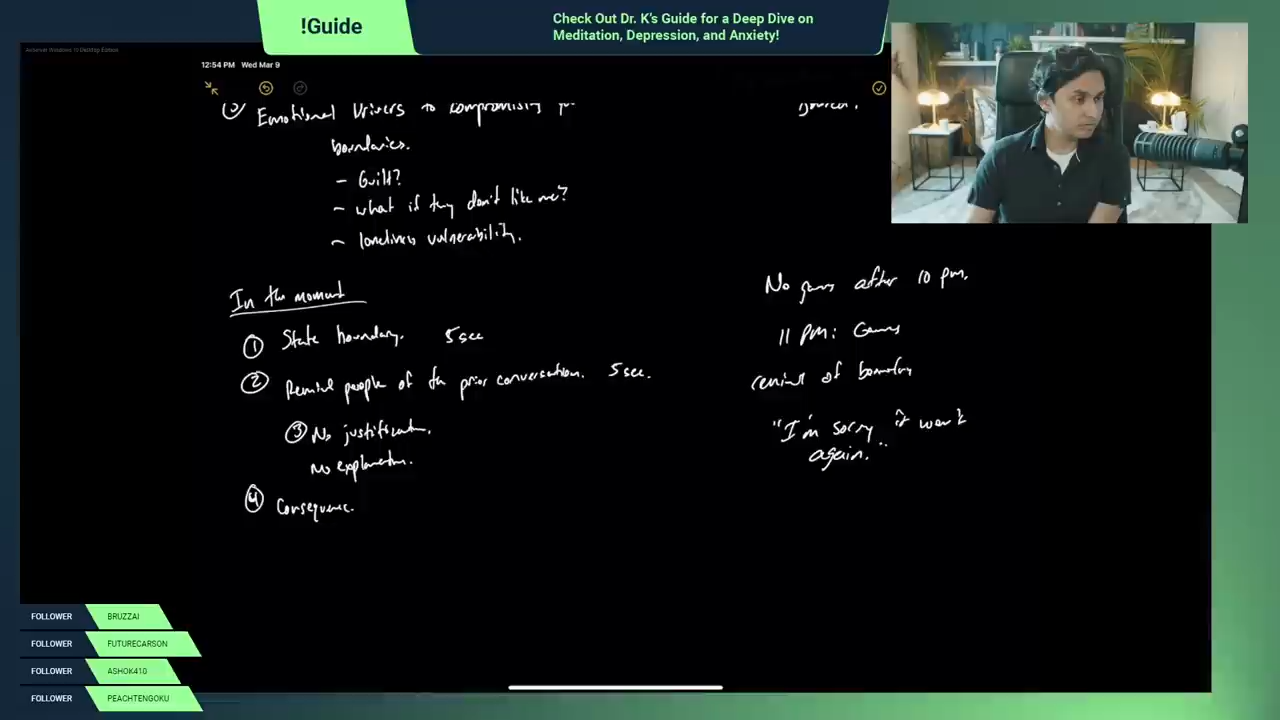 !Guide
Check Out Dr. K's Guide for a Deep Dive on
Meditation, Depression, and Anxiety!
12:54 PM Wed Mar 9
③ Emotional Drivers to compromising
boundaries.
- Guilt?
- what if they don't like me?
- loneliness vulnerability.
In the moment
① State boundary. 5 sec
② Remind people of the prior conversation. 5 sec.
③ No justification.
No explanation.
④ Consequence.
No games after 10 pm.
11 PM: Games
remind of boundary
"I'm sorry it won't
again."
FOLLOWER BRUZZAI
FOLLOWER FUTURECARSON
FOLLOWER ASHOK410
FOLLOWER PEACHTENGOKU